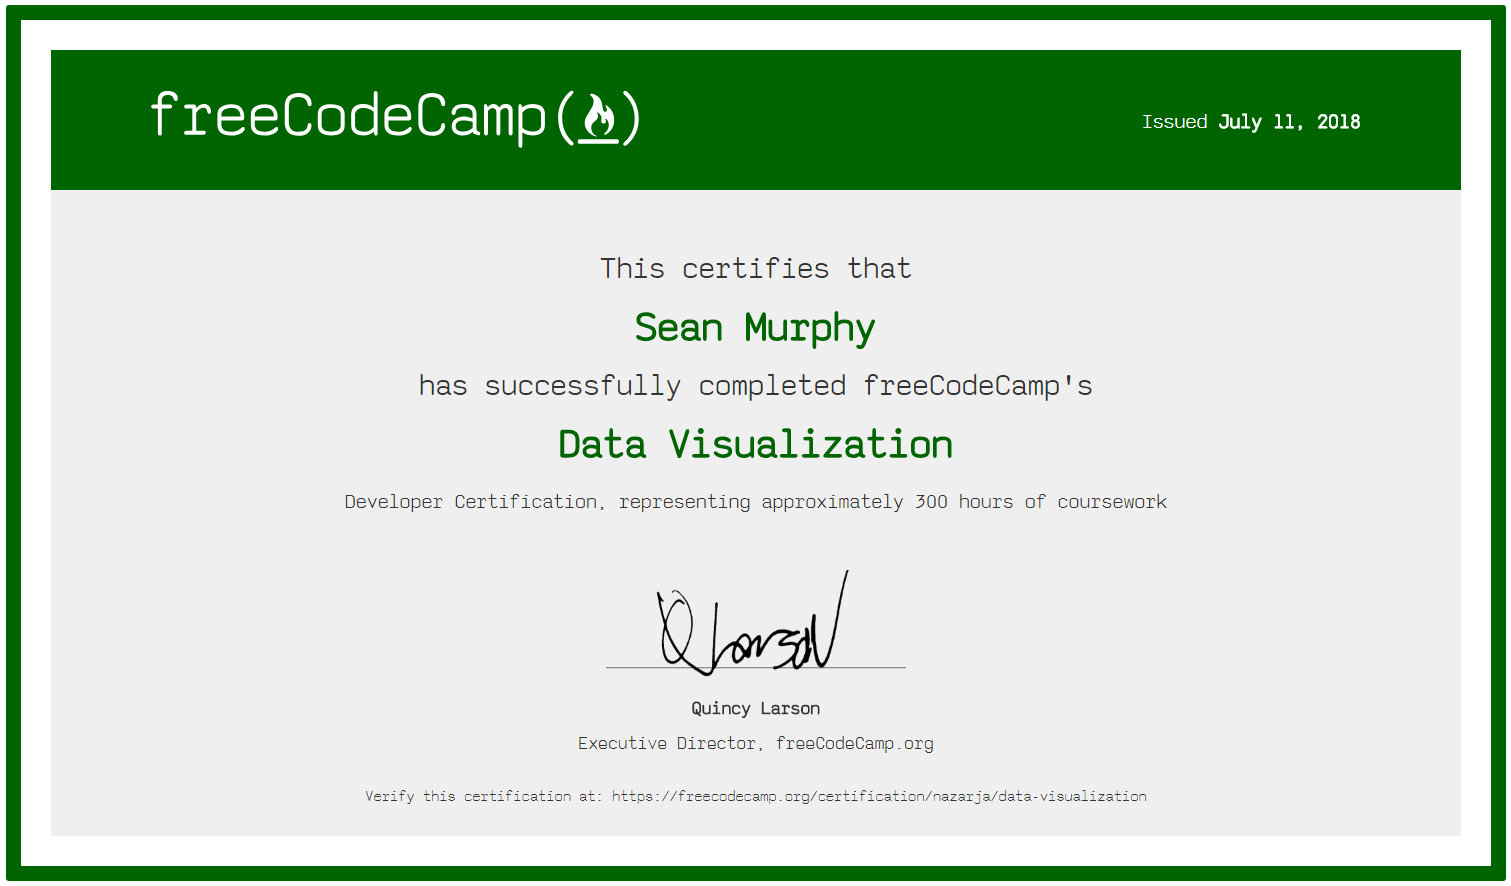 freeCodeCamp(🔥)
Issued July 11, 2018
This certifies that
Sean Murphy
has successfully completed freeCodeCamp's
Data Visualization
Developer Certification, representing approximately 300 hours of coursework
Q Larson
Quincy Larson
Executive Director, freeCodeCamp.org
Verify this certification at: https://freecodecamp.org/certification/nazarja/data-visualization